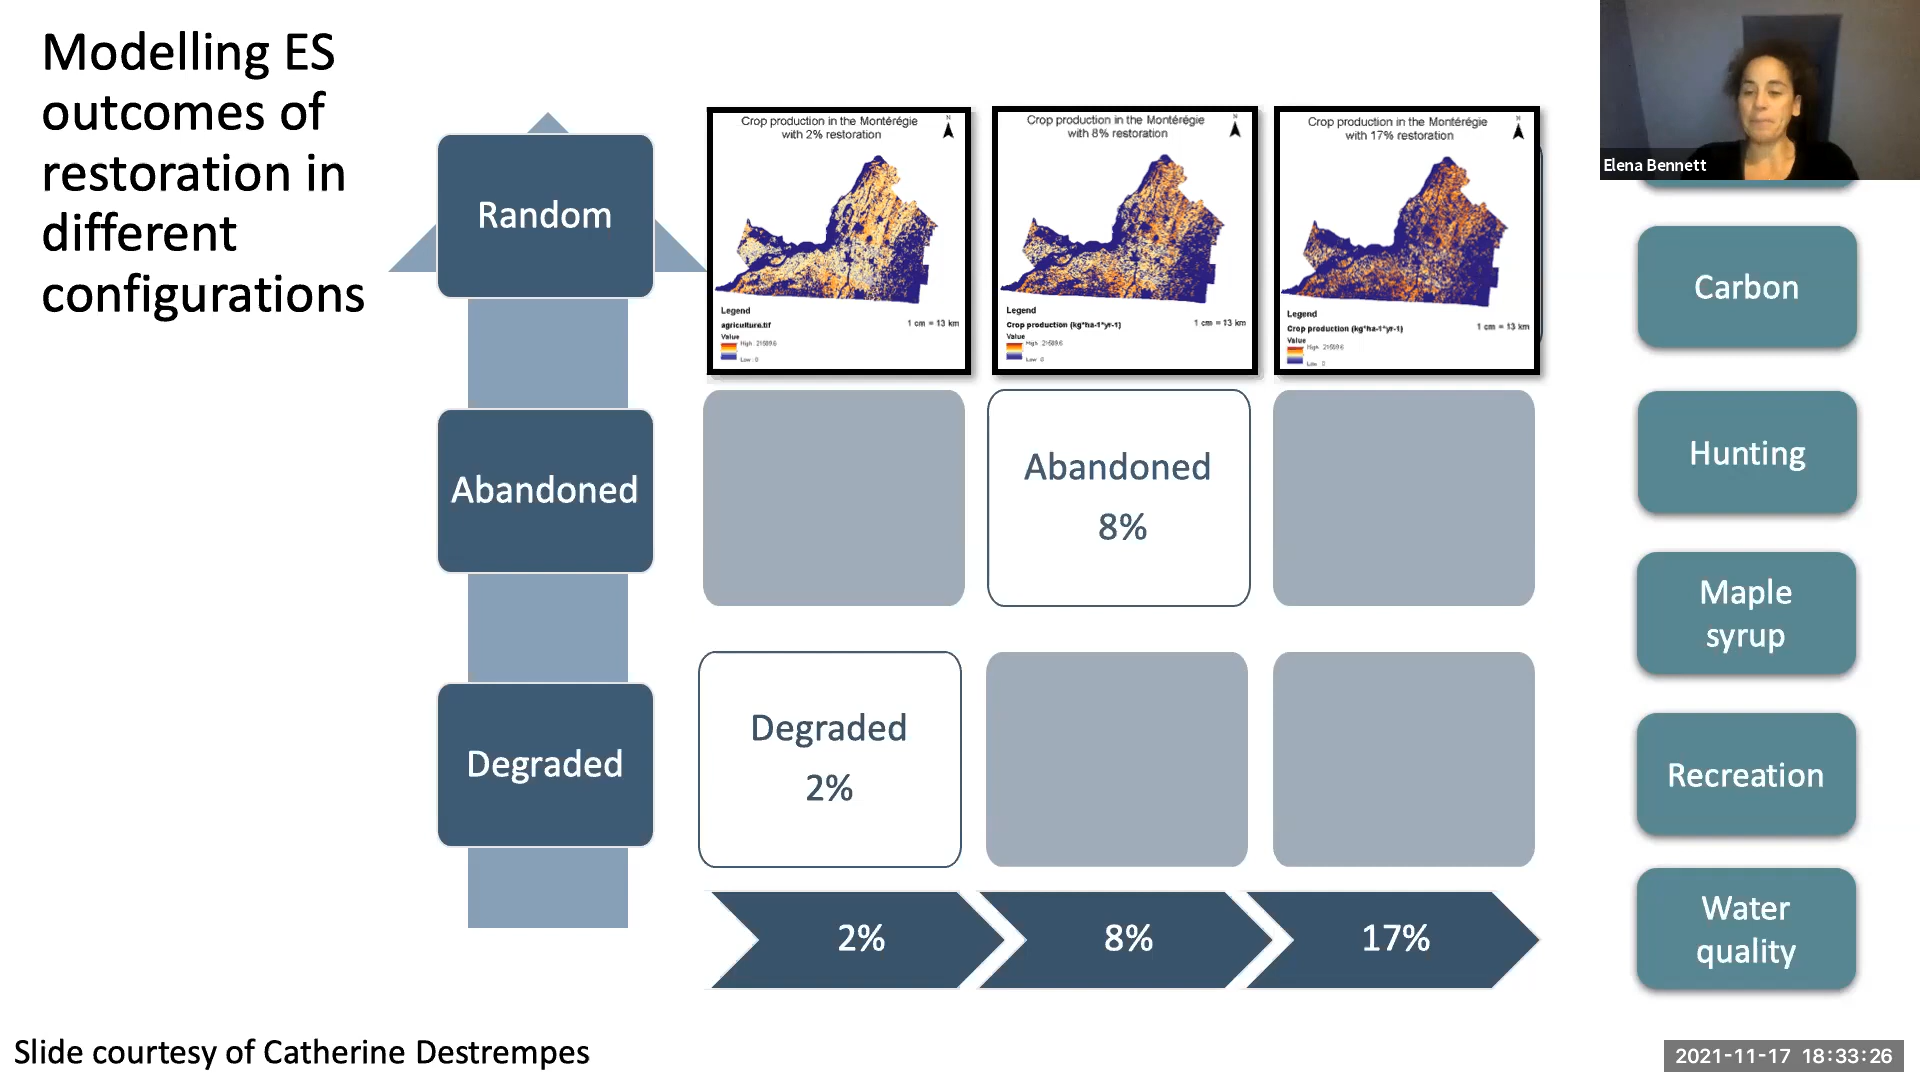 Modelling ES
outcomes of
restoration in
different
configurations
Random
Abandoned
Degraded
Crop production in the Montérégie
with 2% restoration
N
Legend
agriculture.tif
Value
High : 21509.6
Low : 0
1 cm = 13 km
Crop production in the Montérégie
with 8% restoration
N
Legend
Crop production (kg*ha-1*yr-1)
Value
High : 21509.6
Low : 0
1 cm = 13 km
Crop production in the Montérégie
with 17% restoration
N
Legend
Crop production (kg*ha-1*yr-1)
Value
High : 21509.6
Low : 0
1 cm = 13 km
Abandoned
8%
Degraded
2%
2%
8%
17%
Elena Bennett
Carbon
Hunting
Maple
syrup
Recreation
Water
quality
Slide courtesy of Catherine Destrempes
2021-11-17 18:33:26